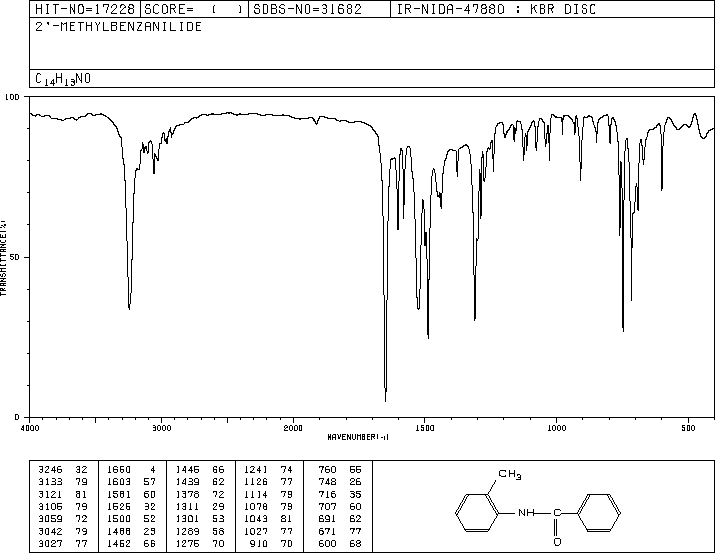 HIT-NO=17228 SCORE= ( ) SDBS-NO=31682 IR-NIDA-47880 : KBR DISC
2'-METHYLBENZANILIDE
C14H13NO
100
50
0
TRANSMITTANCE(%)
4000 3000 2000 1500 1000 500
WAVENUMBER(-1)
3246 32 1650 4 1445 66 1241 74 760 55
3133 79 1603 57 1439 62 1126 77 748 26
3121 81 1581 60 1378 72 1114 79 716 35
3105 79 1526 32 1311 29 1078 79 707 60
3059 72 1500 52 1301 53 1043 81 691 62
3042 79 1488 23 1289 58 1027 77 671 77
3027 77 1452 66 1275 70 910 70 600 68
CH3
NH C
O